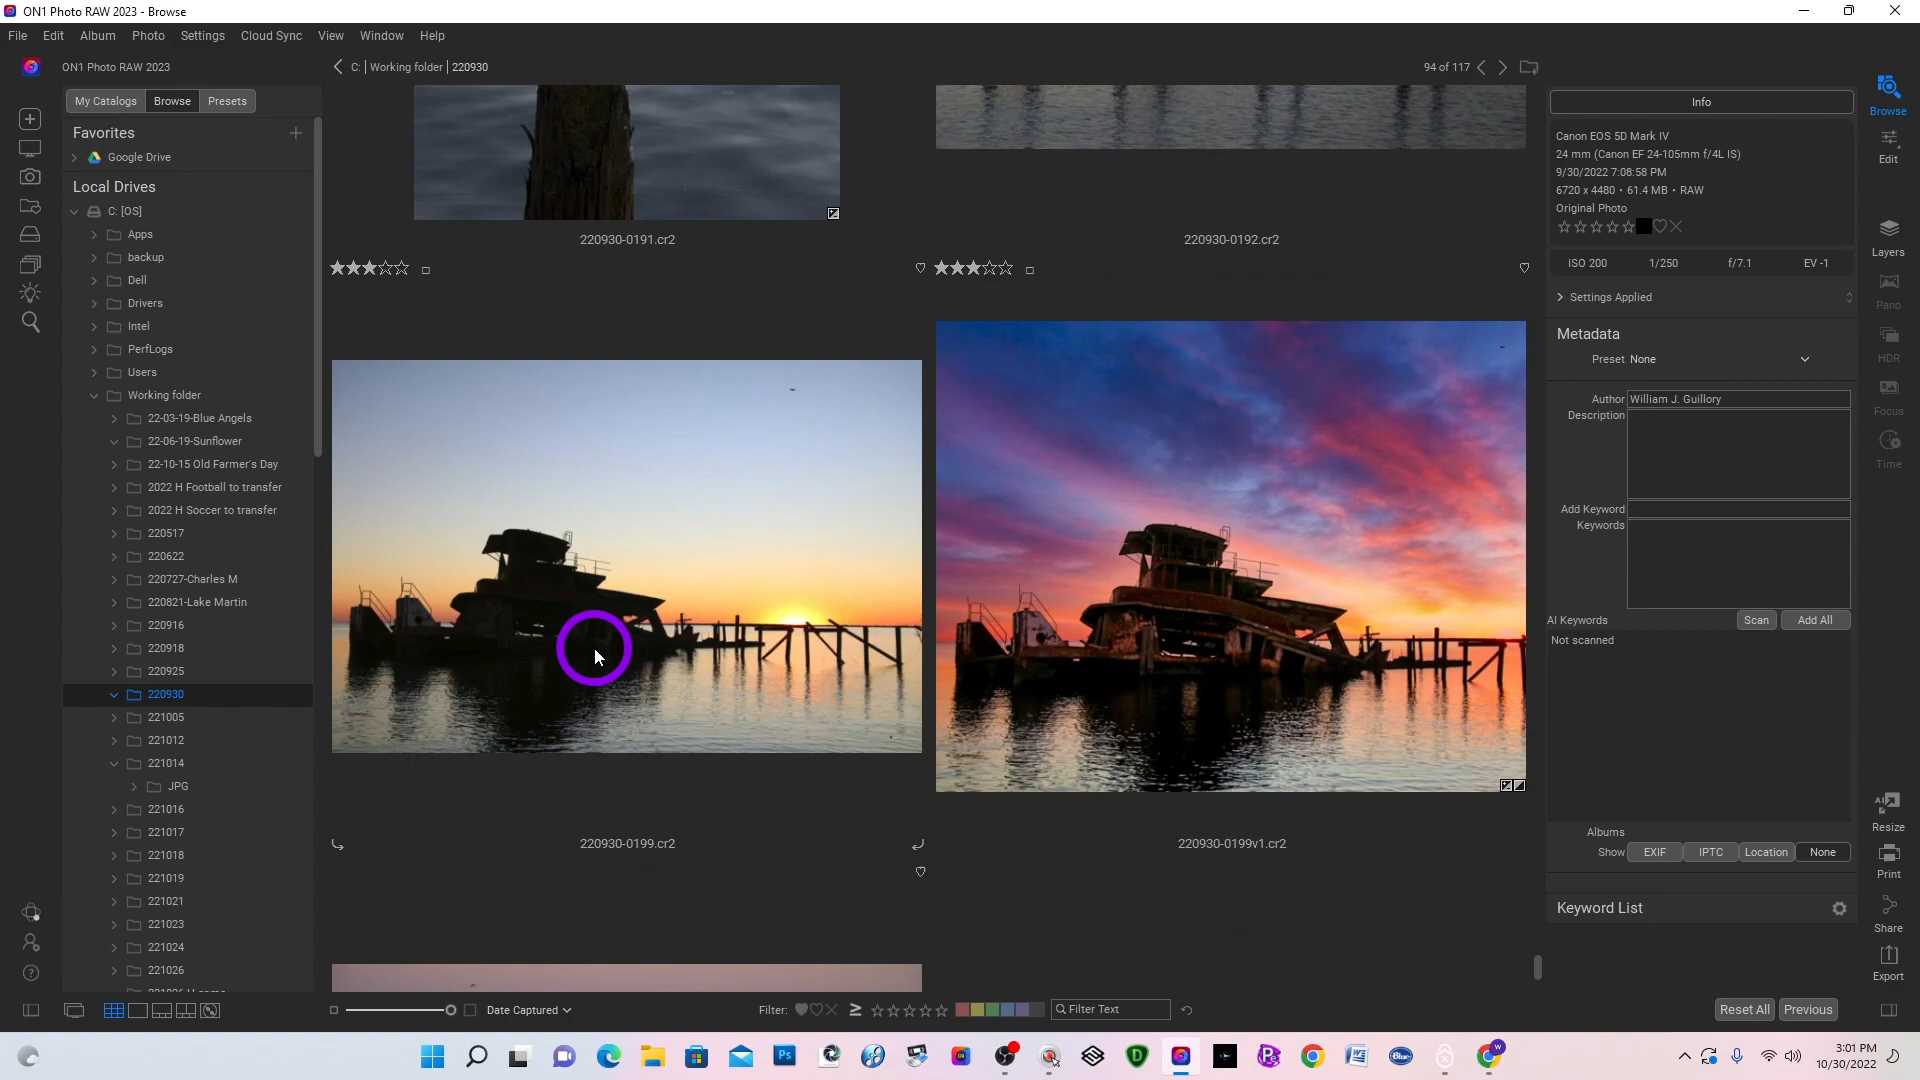 ON1 Photo RAW 2023 - Browse
File Edit Album Photo Settings Cloud Sync View Window Help
ON1 Photo RAW 2023
C: Working folder 220930
94 of 117
My Catalogs Browse Presets
Favorites
Google Drive
Local Drives
C: [OS]
Apps
backup
Dell
Drivers
Intel
PerfLogs
Users
Working folder
22-03-19-Blue Angels
22-06-19-Sunflower
22-10-15 Old Farmer's Day
2022 H Football to transfer
2022 H Soccer to transfer
220517
220622
220727-Charles M
220821-Lake Martin
220916
220918
220925
220930
221005
221012
221014
JPG
221016
221017
221018
221019
221021
221023
221024
221026
220930-0191.cr2
220930-0192.cr2
220930-0199.cr2
220930-0199v1.cr2
Date Captured
Filter:
Filter Text
Info
Canon EOS 5D Mark IV
24 mm (Canon EF 24-105mm f/4L IS)
9/30/2022 7:08:58 PM
6720 x 4480 • 61.4 MB • RAW
Original Photo
ISO 200 1/250 f/7.1 EV -1
Settings Applied
Metadata
Preset None
Author William J. Guillory
Description
Add Keyword
Keywords
AI Keywords Scan Add All
Not scanned
Albums
Show EXIF IPTC Location None
Keyword List
Reset All Previous
Browse
Edit
Layers
Pano
HDR
Focus
Time
Resize
Print
Share
Export
3:01 PM
10/30/2022